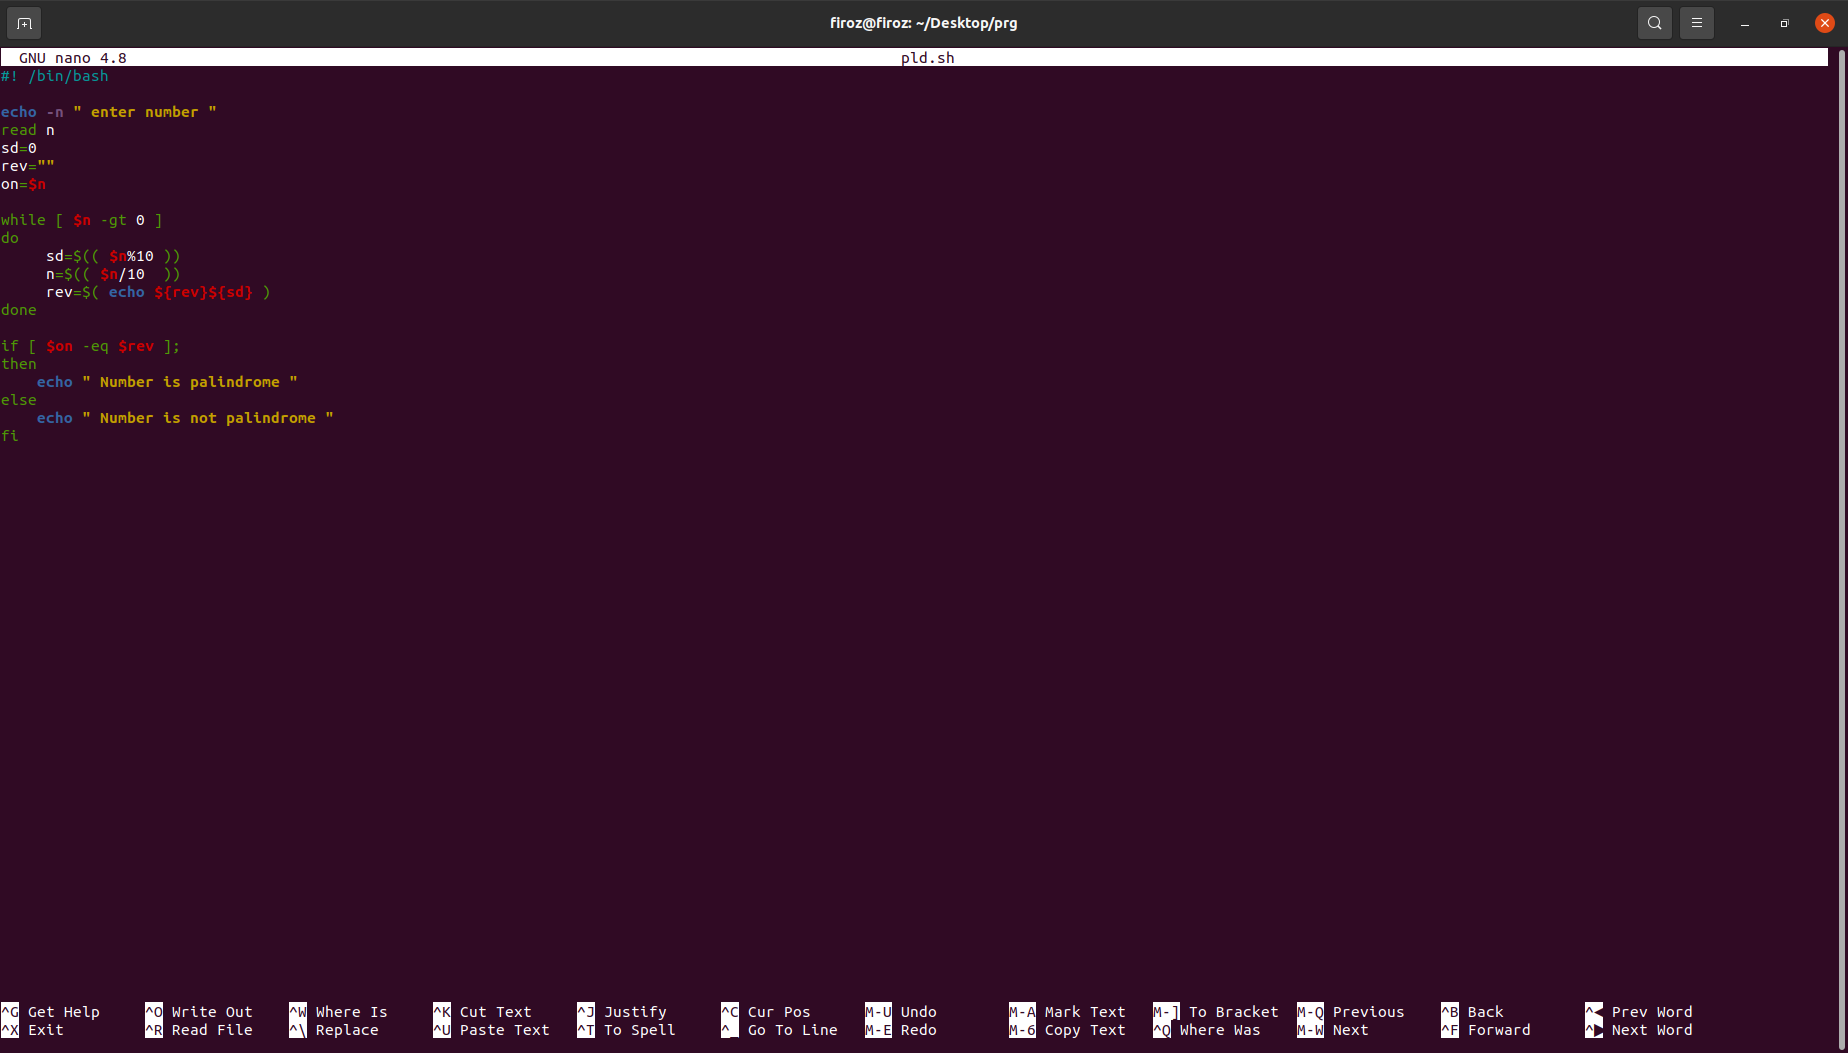 firoz@firoz: ~/Desktop/prg
GNU nano 4.8 pld.sh
#! /bin/bash
echo -n " enter number "
read n
sd=0
rev=""
on=$n
while [ $n -gt 0 ]
do
sd=$(( $n%10 ))
n=$(( $n/10  ))
rev=$( echo ${rev}${sd} )
done
if [ $on -eq $rev ];
then
echo " Number is palindrome "
else
echo " Number is not palindrome "
fi
^G Get Help ^O Write Out ^W Where Is ^K Cut Text ^J Justify ^C Cur Pos M-U Undo M-A Mark Text M-] To Bracket M-Q Previous ^B Back ^◀ Prev Word
^X Exit ^R Read File ^\ Replace ^U Paste Text ^T To Spell ^_ Go To Line M-E Redo M-6 Copy Text ^Q Where Was M-W Next ^F Forward ^▶ Next Word